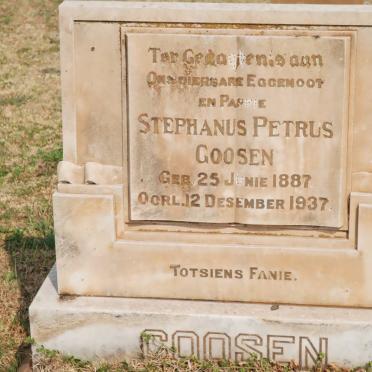 Ter Gedagtenis aan
Ons Dierbare Eggenoot
en Pappie
Stephanus Petrus
Goosen
Geb. 25 Junie 1887
Oorl. 12 Desember 1937.
Totsiens Fanie.
GOOSEN